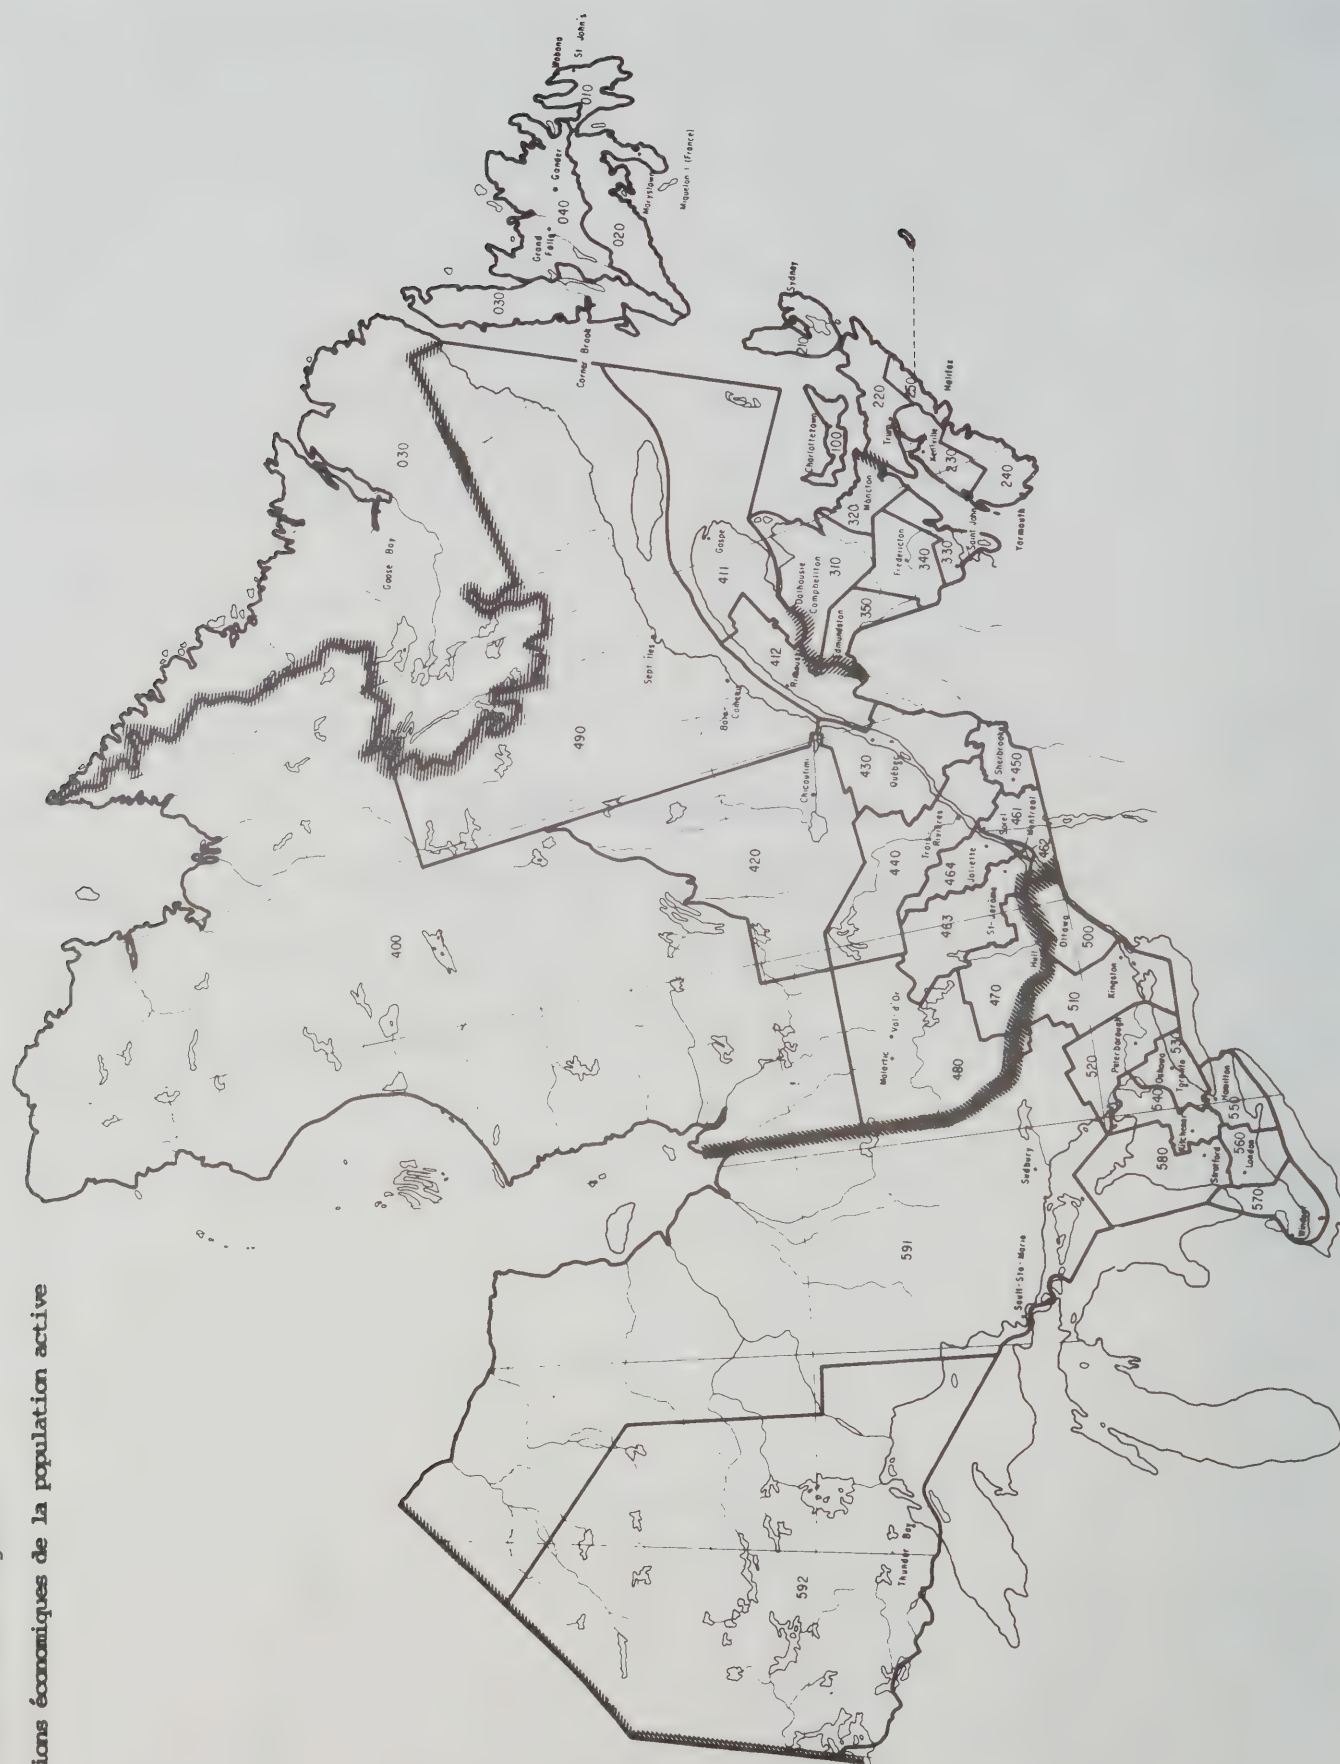 ions économiques de la population active
Wabana
St John's
010
Gander
040
Grand
Falls
020
Marystown
Miquelon I (France)
030
Corner Brook
030
Goose Bay
Sydney
210
220
250
Halifax
Charlottetown
100
Truro
Kentville
230
240
Yarmouth
Moncton
320
Saint John
330
Fredericton
340
310
Dalhousie
Campbellton
350
Edmundston
Gaspe
411
412
Rimouski
Sept Iles
Baie-
Comeau
490
Chicoutimi
420
430
Québec
Sherbrooke
450
Trois
Rivières
440
Sorel
461
Montreal
462
Joliette
464
St-Jerôme
463
400
Hull
Ottawa
500
470
510
Kingston
Val d'Or
Malartic
480
Peterborough
520
Oshawa
530
Toronto
540
Hamilton
550
Kitchener
Stratford
560
London
580
570
Windsor
Sudbury
591
Sault-Ste-Marie
Thunder Bay
592